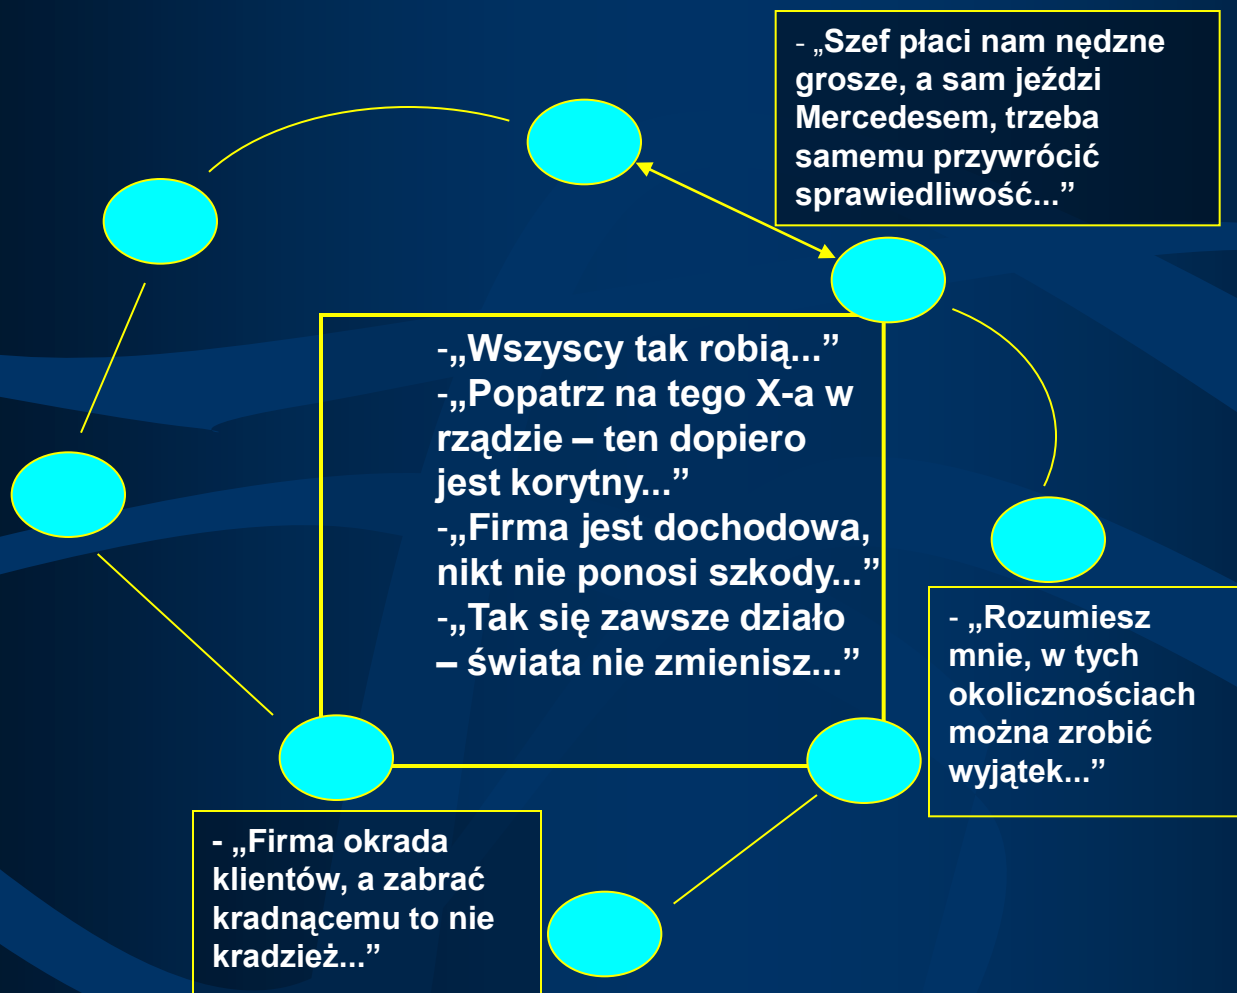 - „Szef płaci nam nędzne
grosze, a sam jeździ
Mercedesem, trzeba
samemu przywrócić
sprawiedliwość...”
-„Wszyscy tak robią...”
-„Popatrz na tego X-a w
rządzie – ten dopiero
jest korytny...”
-„Firma jest dochodowa,
nikt nie ponosi szkody...”
-„Tak się zawsze działo
– świata nie zmienisz...”
- „Rozumiesz
mnie, w tych
okolicznościach
można zrobić
wyjątek...”
- „Firma okrada
klientów, a zabrać
kradnącemu to nie
kradzież...”